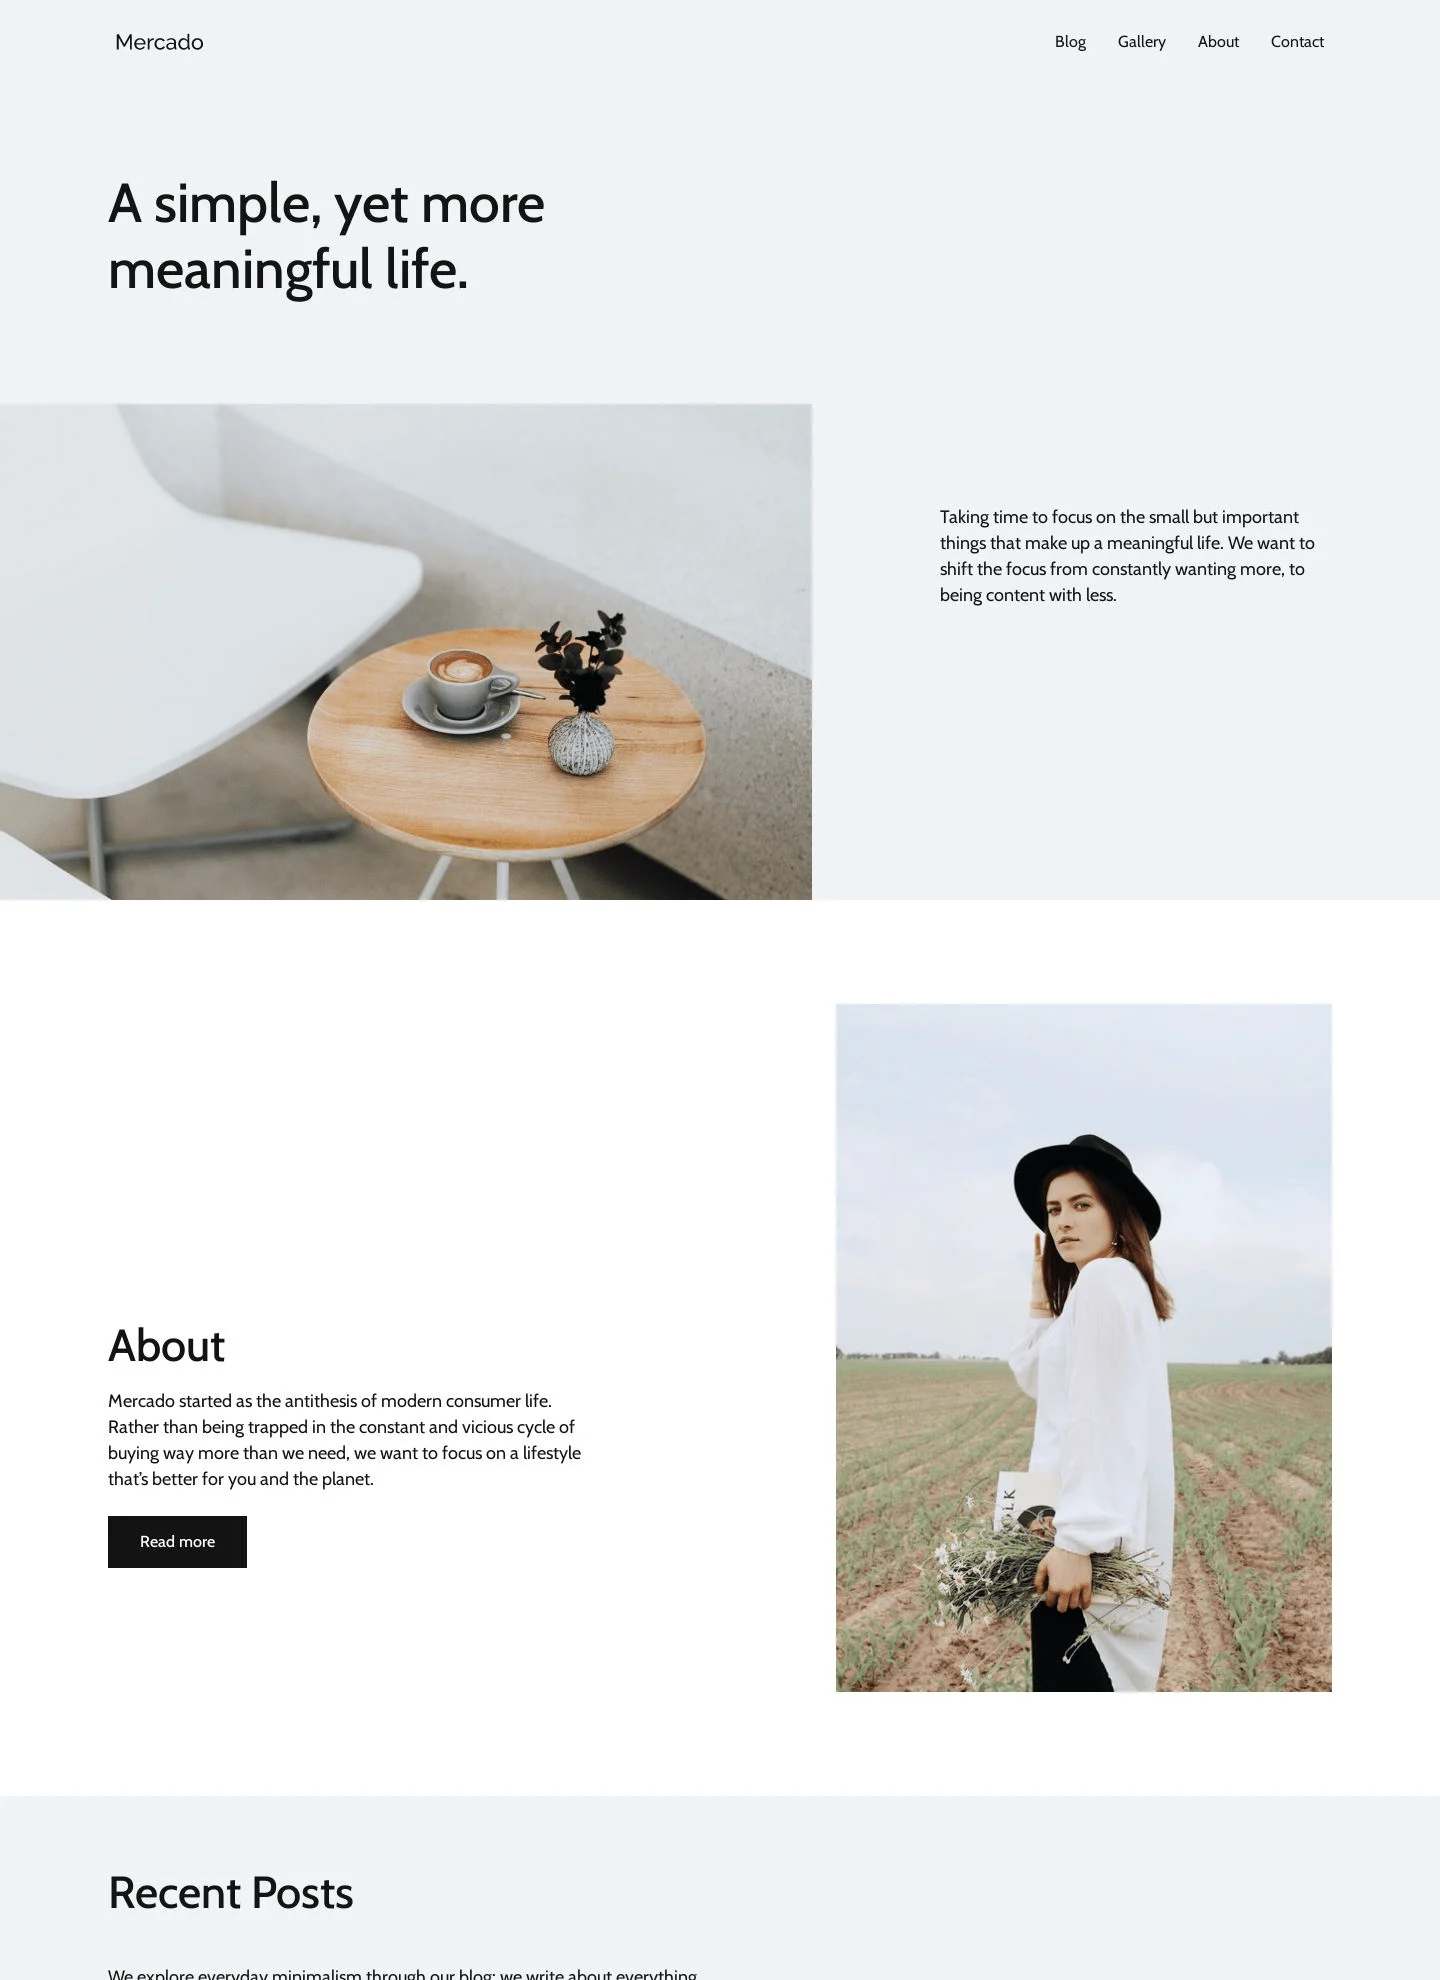 Mercado
Blog
Gallery
About
Contact
A simple, yet more
meaningful life.
Taking time to focus on the small but important
things that make up a meaningful life. We want to
shift the focus from constantly wanting more, to
being content with less.
About
Mercado started as the antithesis of modern consumer life.
Rather than being trapped in the constant and vicious cycle of
buying way more than we need, we want to focus on a lifestyle
that's better for you and the planet.
Read more
OLK
Recent Posts
We explore everyday minimalism through our blog; we write about everything